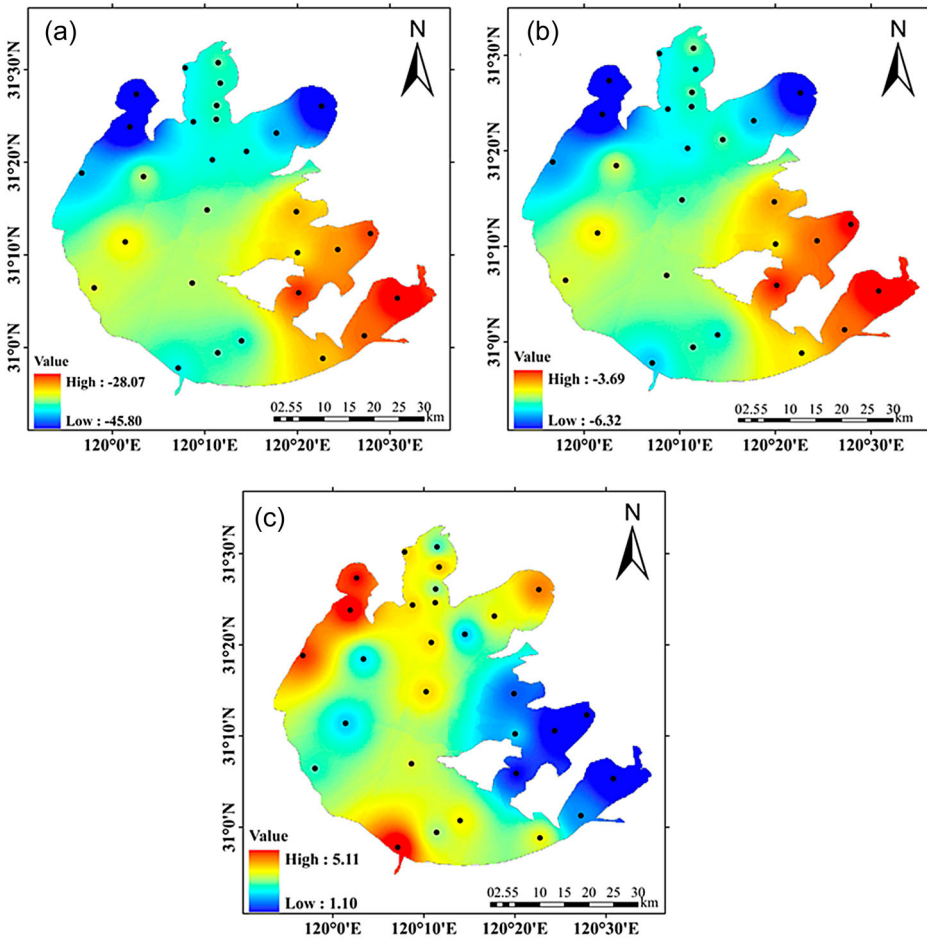 (a)
N
31°30'N
31°20'N
31°10'N
31°0'N
Value
High : -28.07
Low : -45.80
02.55 10 15 20 25 30
km
120°0'E 120°10'E 120°20'E 120°30'E
(b)
N
31°30'N
31°20'N
31°10'N
31°0'N
Value
High : -3.69
Low : -6.32
02.55 10 15 20 25 30
km
120°0'E 120°10'E 120°20'E 120°30'E
(c)
N
31°30'N
31°20'N
31°10'N
31°0'N
Value
High : 5.11
Low : 1.10
02.55 10 15 20 25 30
km
120°0'E 120°10'E 120°20'E 120°30'E